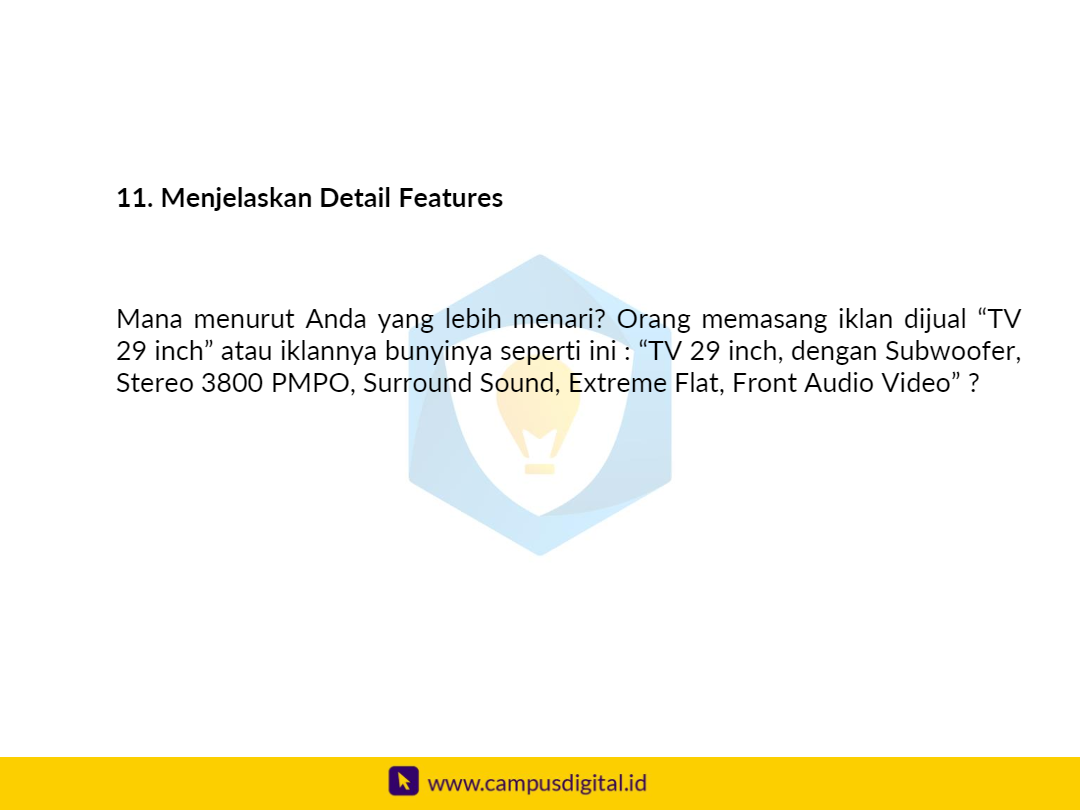 11. Menjelaskan Detail Features
Mana menurut Anda yang lebih menari? Orang memasang iklan dijual “TV
29 inch” atau iklannya bunyinya seperti ini : “TV 29 inch, dengan Subwoofer,
Stereo 3800 PMPO, Surround Sound, Extreme Flat, Front Audio Video” ?
www.campusdigital.id